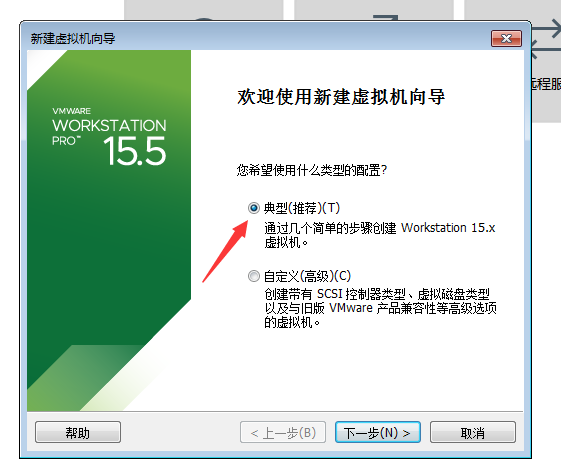 新建虚拟机向导
程服
VMWARE
WORKSTATION
PRO™ 15.5
欢迎使用新建虚拟机向导
您希望使用什么类型的配置?
典型(推荐)(T)
通过几个简单的步骤创建 Workstation 15.x
虚拟机。
自定义(高级)(C)
创建带有 SCSI 控制器类型、虚拟磁盘类型
以及与旧版 VMware 产品兼容性等高级选项
的虚拟机。
帮助
< 上一步(B)
下一步(N) >
取消